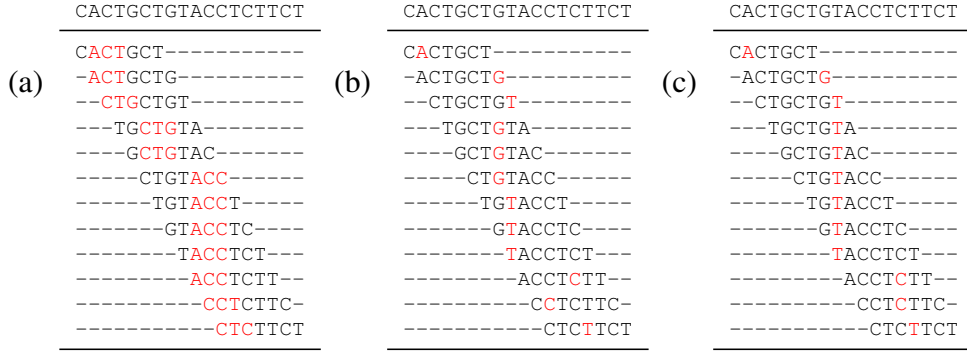 (a)
CACTGCTGTACCTCTTCT
CACTGCT-----------
-ACTGCTG----------
--CTGCTGT---------
---TGCTGTA--------
----GCTGTAC-------
-----CTGTACC------
------TGTACCT-----
-------GTACCTC----
--------TACCTCT---
---------ACCTCTT--
----------CCTCTTC-
-----------CTCTTCT
(b)
CACTGCTGTACCTCTTCT
CACTGCT-----------
-ACTGCTG----------
--CTGCTGT---------
---TGCTGTA--------
----GCTGTAC-------
-----CTGTACC------
------TGTACCT-----
-------GTACCTC----
--------TACCTCT---
---------ACCTCTT--
----------CCTCTTC-
-----------CTCTTCT
(c)
CACTGCTGTACCTCTTCT
CACTGCT-----------
-ACTGCTG----------
--CTGCTGT---------
---TGCTGTA--------
----GCTGTAC-------
-----CTGTACC------
------TGTACCT-----
-------GTACCTC----
--------TACCTCT---
---------ACCTCTT--
----------CCTCTTC-
-----------CTCTTCT